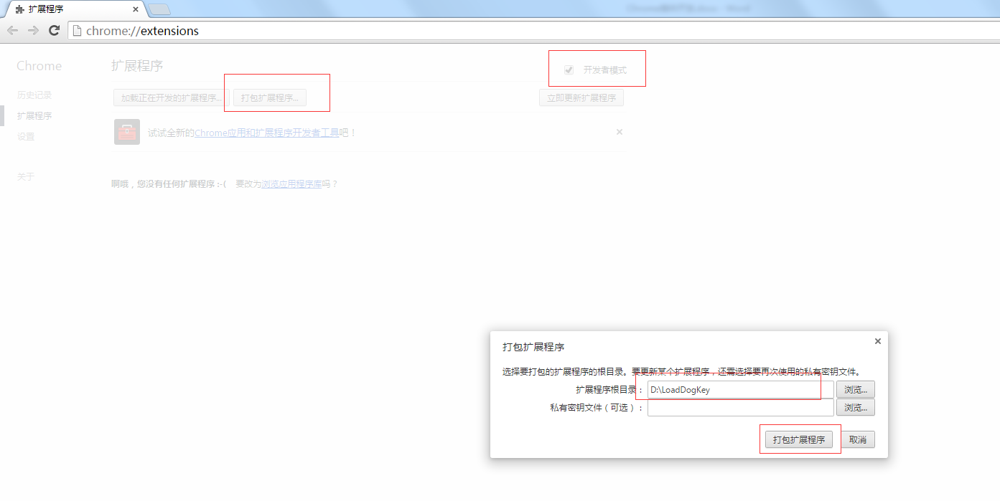 扩展程序
chrome://extensions
Chrome
扩展程序
开发者模式
历史记录
加载正在开发的扩展程序...
打包扩展程序...
立即更新扩展程序
扩展程序
试试全新的Chrome应用和扩展程序开发者工具吧！
设置
关于
啊哦，您没有任何扩展程序 :-( 要改为浏览应用程序库吗？
打包扩展程序
选择要打包的扩展程序的根目录。要更新某个扩展程序，还需选择要再次使用的私有密钥文件。
扩展程序根目录： D:\LoadDogKey 浏览...
私有密钥文件（可选）： 浏览...
打包扩展程序 取消